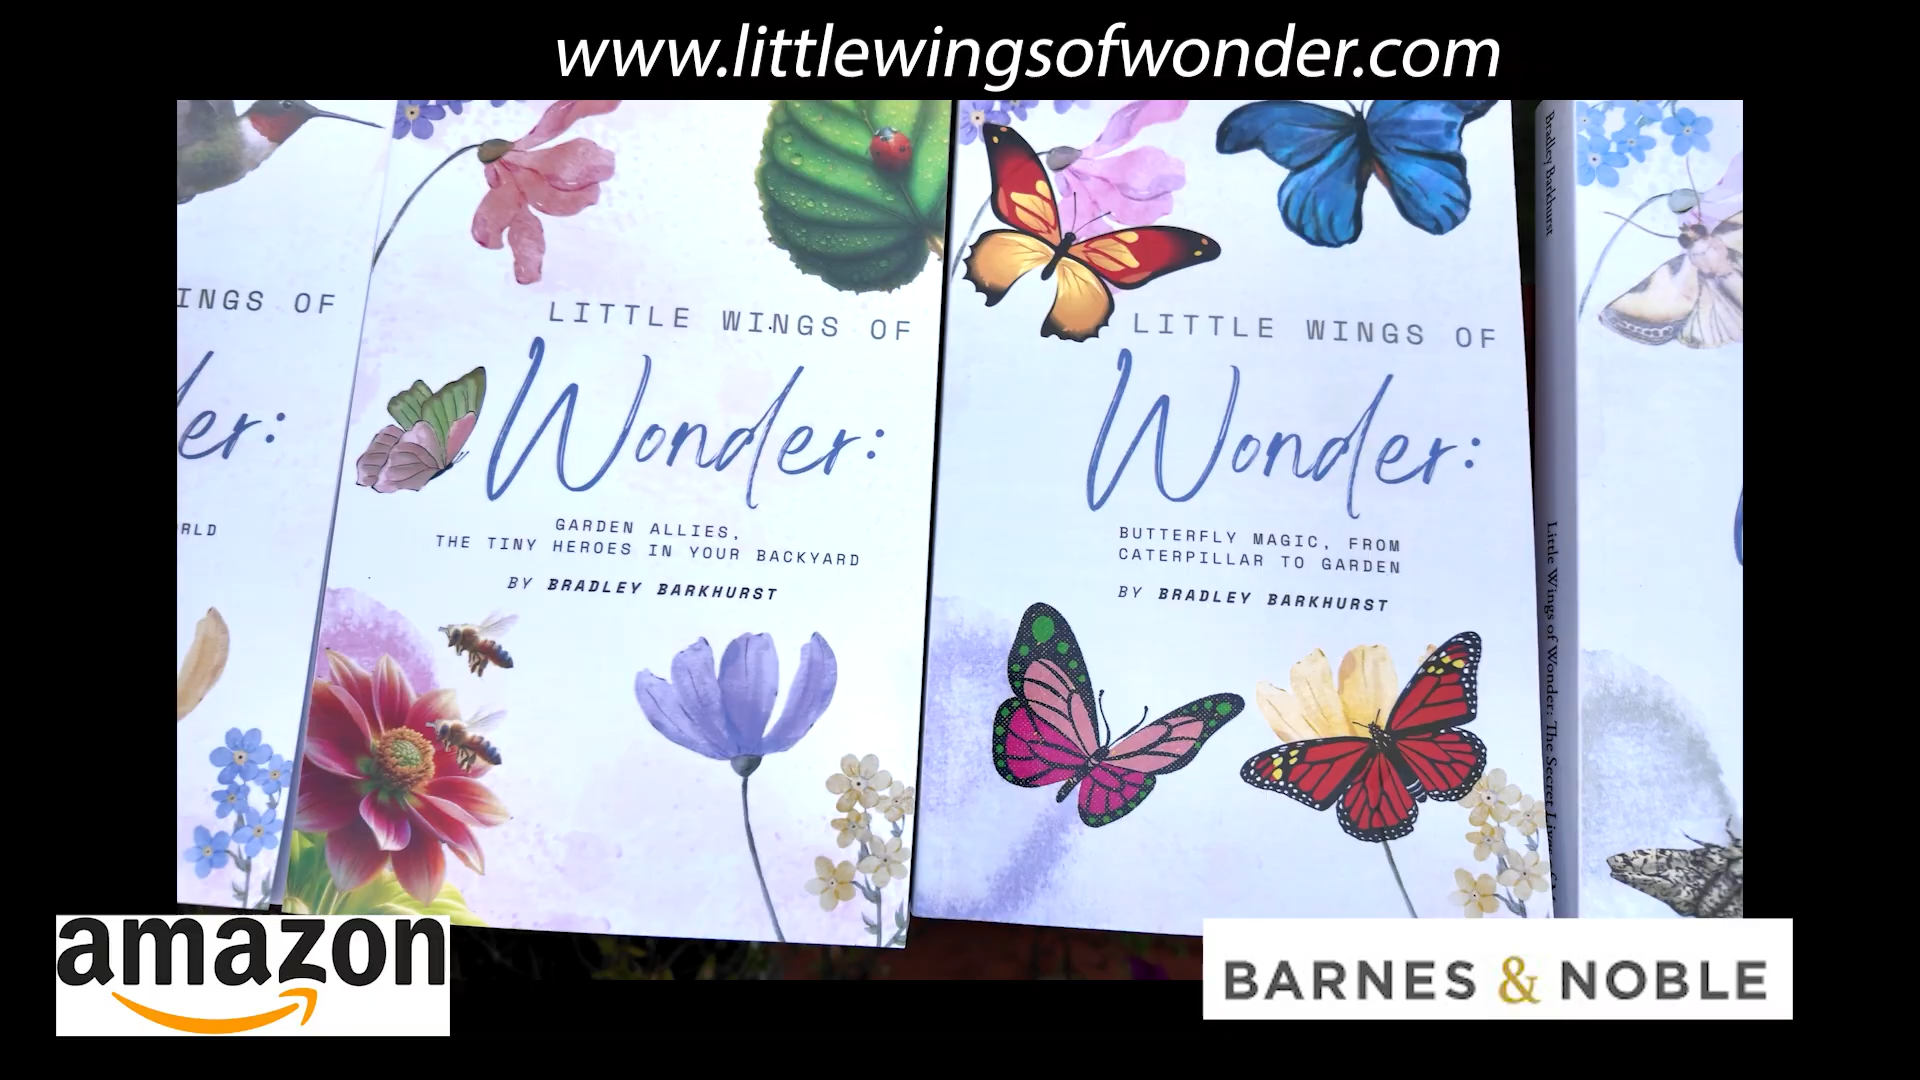 www.littlewingsofwonder.com
INGS OF
er:
RLD
LITTLE WINGS OF
Wonder:
GARDEN ALLIES,
THE TINY HEROES IN YOUR BACKYARD
BY BRADLEY BARKHURST
LITTLE WINGS OF
Wonder:
BUTTERFLY MAGIC, FROM
CATERPILLAR TO GARDEN
BY BRADLEY BARKHURST
Bradley Barkhurst
Little Wings of Wonder: The Secret
amazon
BARNES & NOBLE